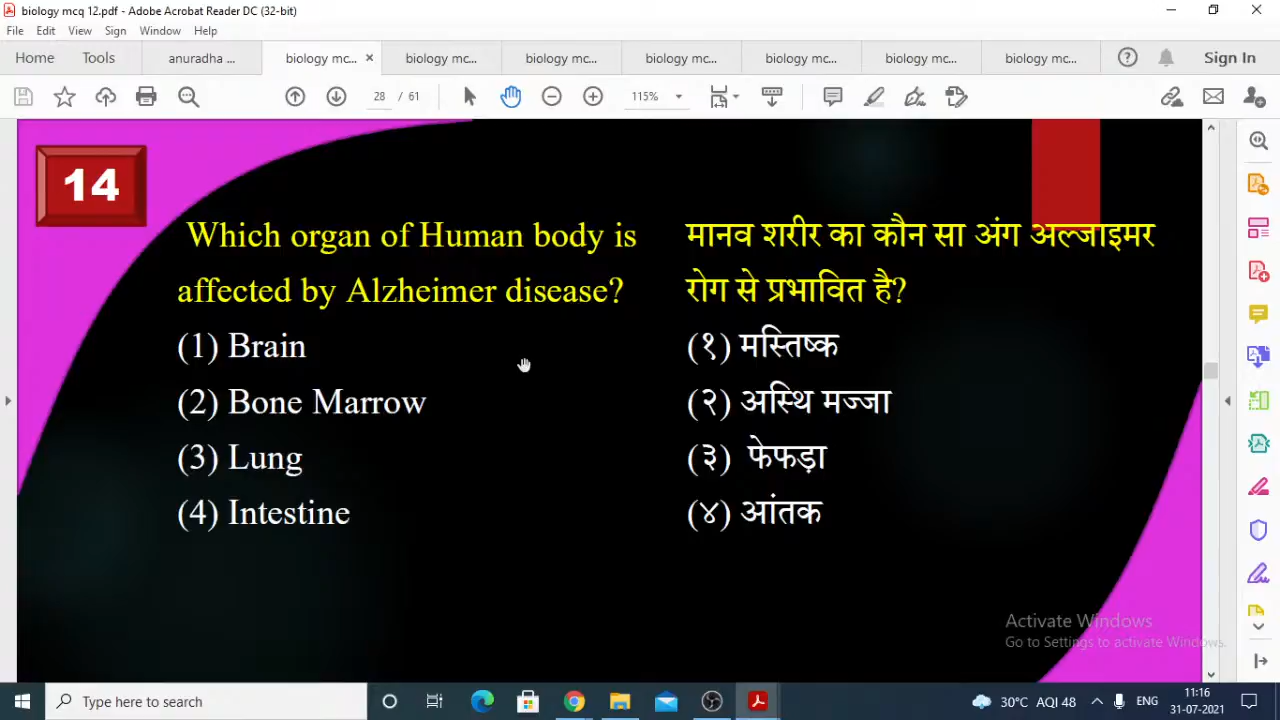 biology mcq 12.pdf - Adobe Acrobat Reader DC (32-bit)
File Edit View Sign Window Help
Home Tools anuradha ... biology mc... × biology mc... biology mc... biology mc... biology mc... biology mc... biology mc... Sign In
28 / 61 115%
14
Which organ of Human body is
affected by Alzheimer disease?
(1) Brain
(2) Bone Marrow
(3) Lung
(4) Intestine
मानव शरीर का कौन सा अंग अल्जाइमर
रोग से प्रभावित है?
(१) मस्तिष्क
(२) अस्थि मज्जा
(३) फेफड़ा
(४) आंतक
Activate Windows
Go to Settings to activate Windows.
Type here to search
30°C AQI 48 ENG 11:16
31-07-2021